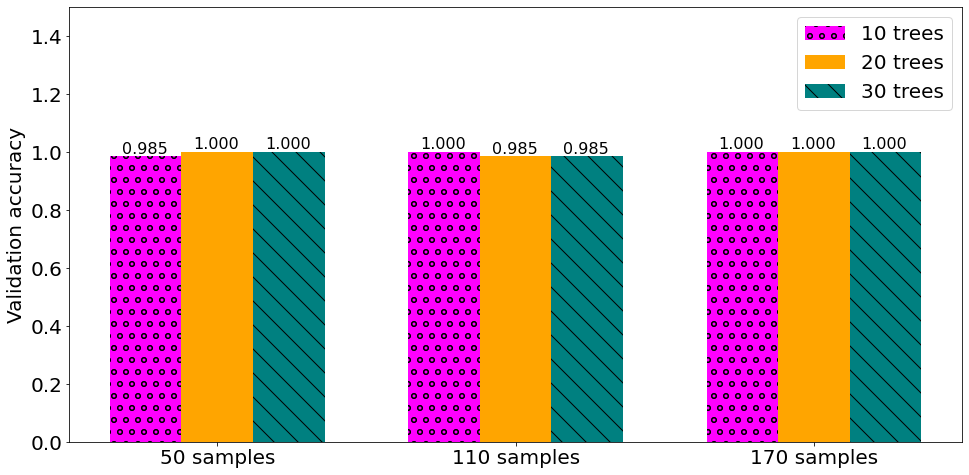 1.4
1.2
1.0
0.8
0.6
0.4
0.2
0.0
Validation accuracy
10 trees
20 trees
30 trees
0.985 1.000 1.000
1.000 0.985 0.985
1.000 1.000 1.000
50 samples 110 samples 170 samples